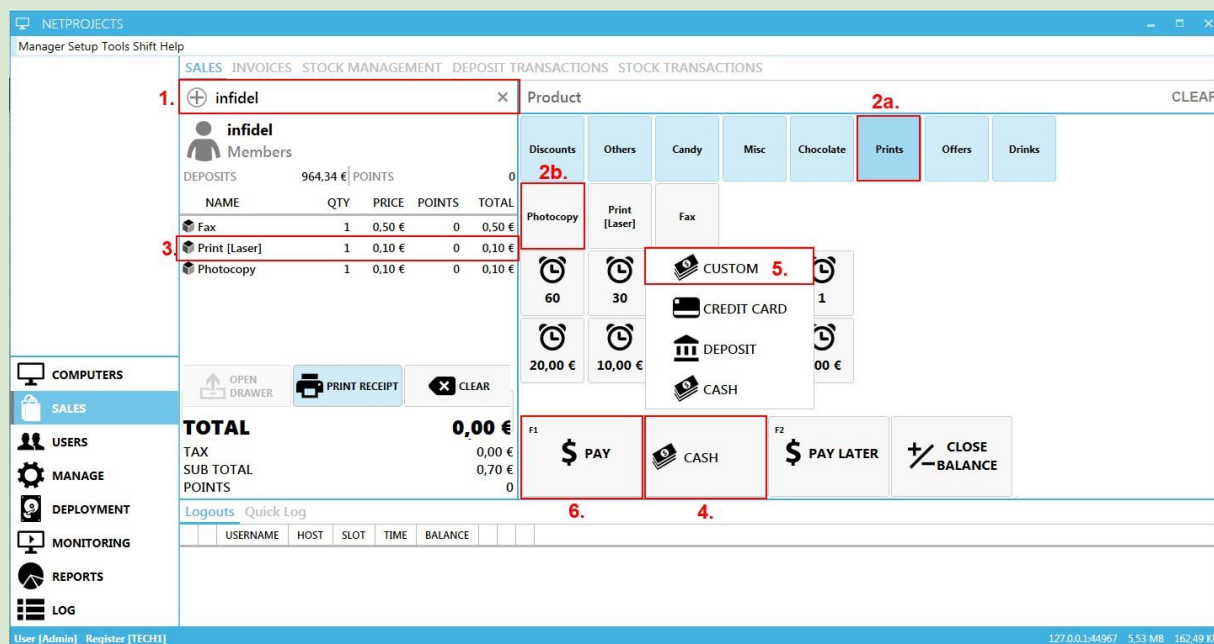 NETPROJECTS
Manager Setup Tools Shift Help
SALES INVOICES STOCK MANAGEMENT DEPOSIT TRANSACTIONS STOCK TRANSACTIONS
1. infidel ×
Product
CLEAR
2a.
infidel
Members
DEPOSITS 964,34 € POINTS 0
Discounts Others Candy Misc Chocolate Prints Offers Drinks
2b.
NAME QTY PRICE POINTS TOTAL
Fax 1 0,50 € 0 0,50 €
3. Print [Laser] 1 0,10 € 0 0,10 €
Photocopy 1 0,10 € 0 0,10 €
Photocopy
Print
[Laser]
Fax
60 30 1
20,00 € 10,00 € 00 €
CUSTOM 5.
CREDIT CARD
DEPOSIT
CASH
COMPUTERS
SALES
USERS
MANAGE
DEPLOYMENT
MONITORING
REPORTS
LOG
OPEN
DRAWER
PRINT RECEIPT
CLEAR
TOTAL 0,00 €
TAX 0,00 €
SUB TOTAL 0,70 €
POINTS 0
F1 $ PAY
CASH
F2 $ PAY LATER
+/- CLOSE
BALANCE
6. 4.
Logouts Quick Log
USERNAME HOST SLOT TIME BALANCE
User [Admin] Register [TECH1]
127.0.0.1:44967 5,53 MB 162,49 K